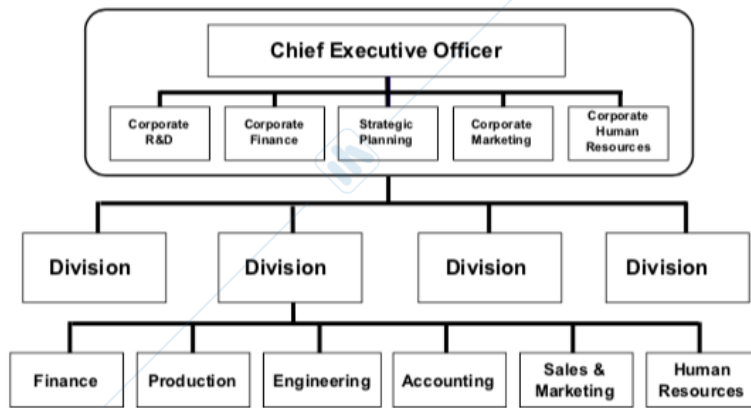 Chief Executive Officer
Corporate
R&D
Corporate
Finance
Strategic
Planning
Corporate
Marketing
Corporate
Human
Resources
Division
Division
Division
Division
Finance
Production
Engineering
Accounting
Sales &
Marketing
Human
Resources